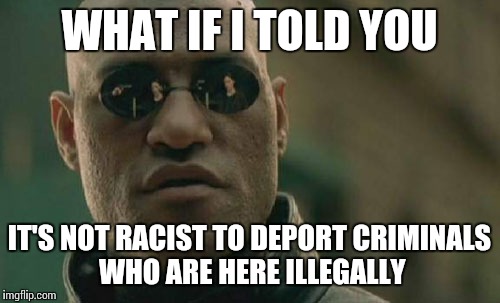 WHAT IF I TOLD YOU
IT'S NOT RACIST TO DEPORT CRIMINALS
WHO ARE HERE ILLEGALLY
imgflip.com